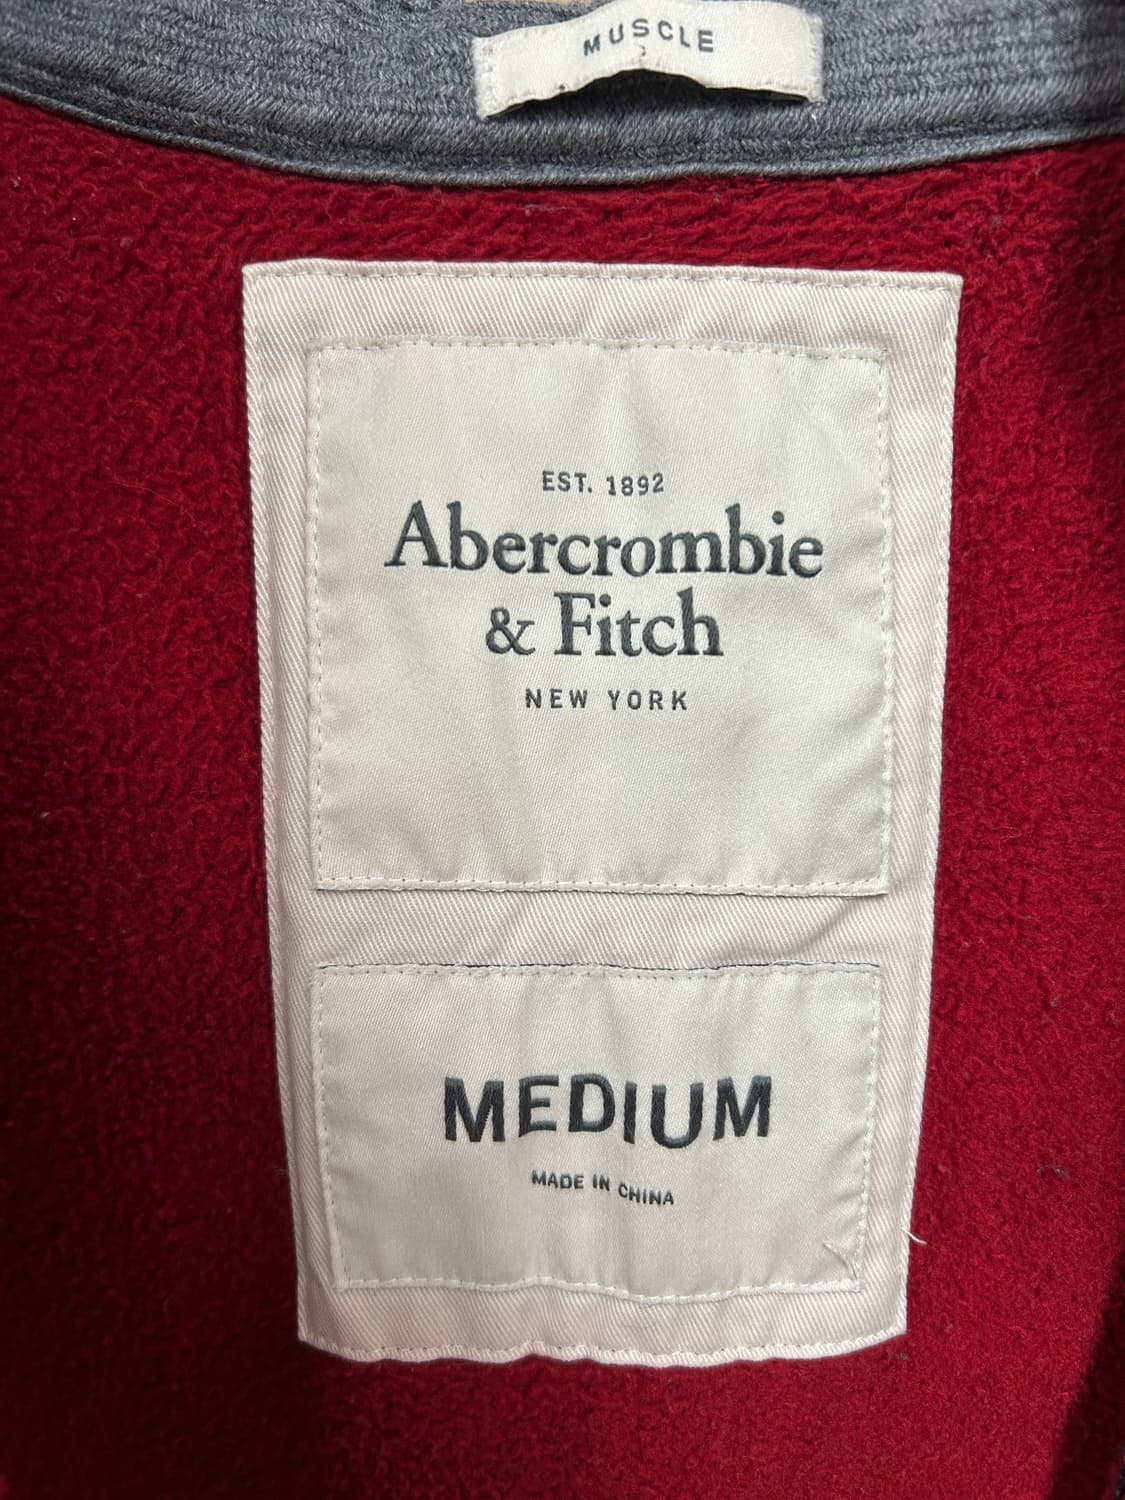 MUSCLE
EST. 1892
Abercrombie
& Fitch
NEW YORK
MEDIUM
MADE IN CHINA